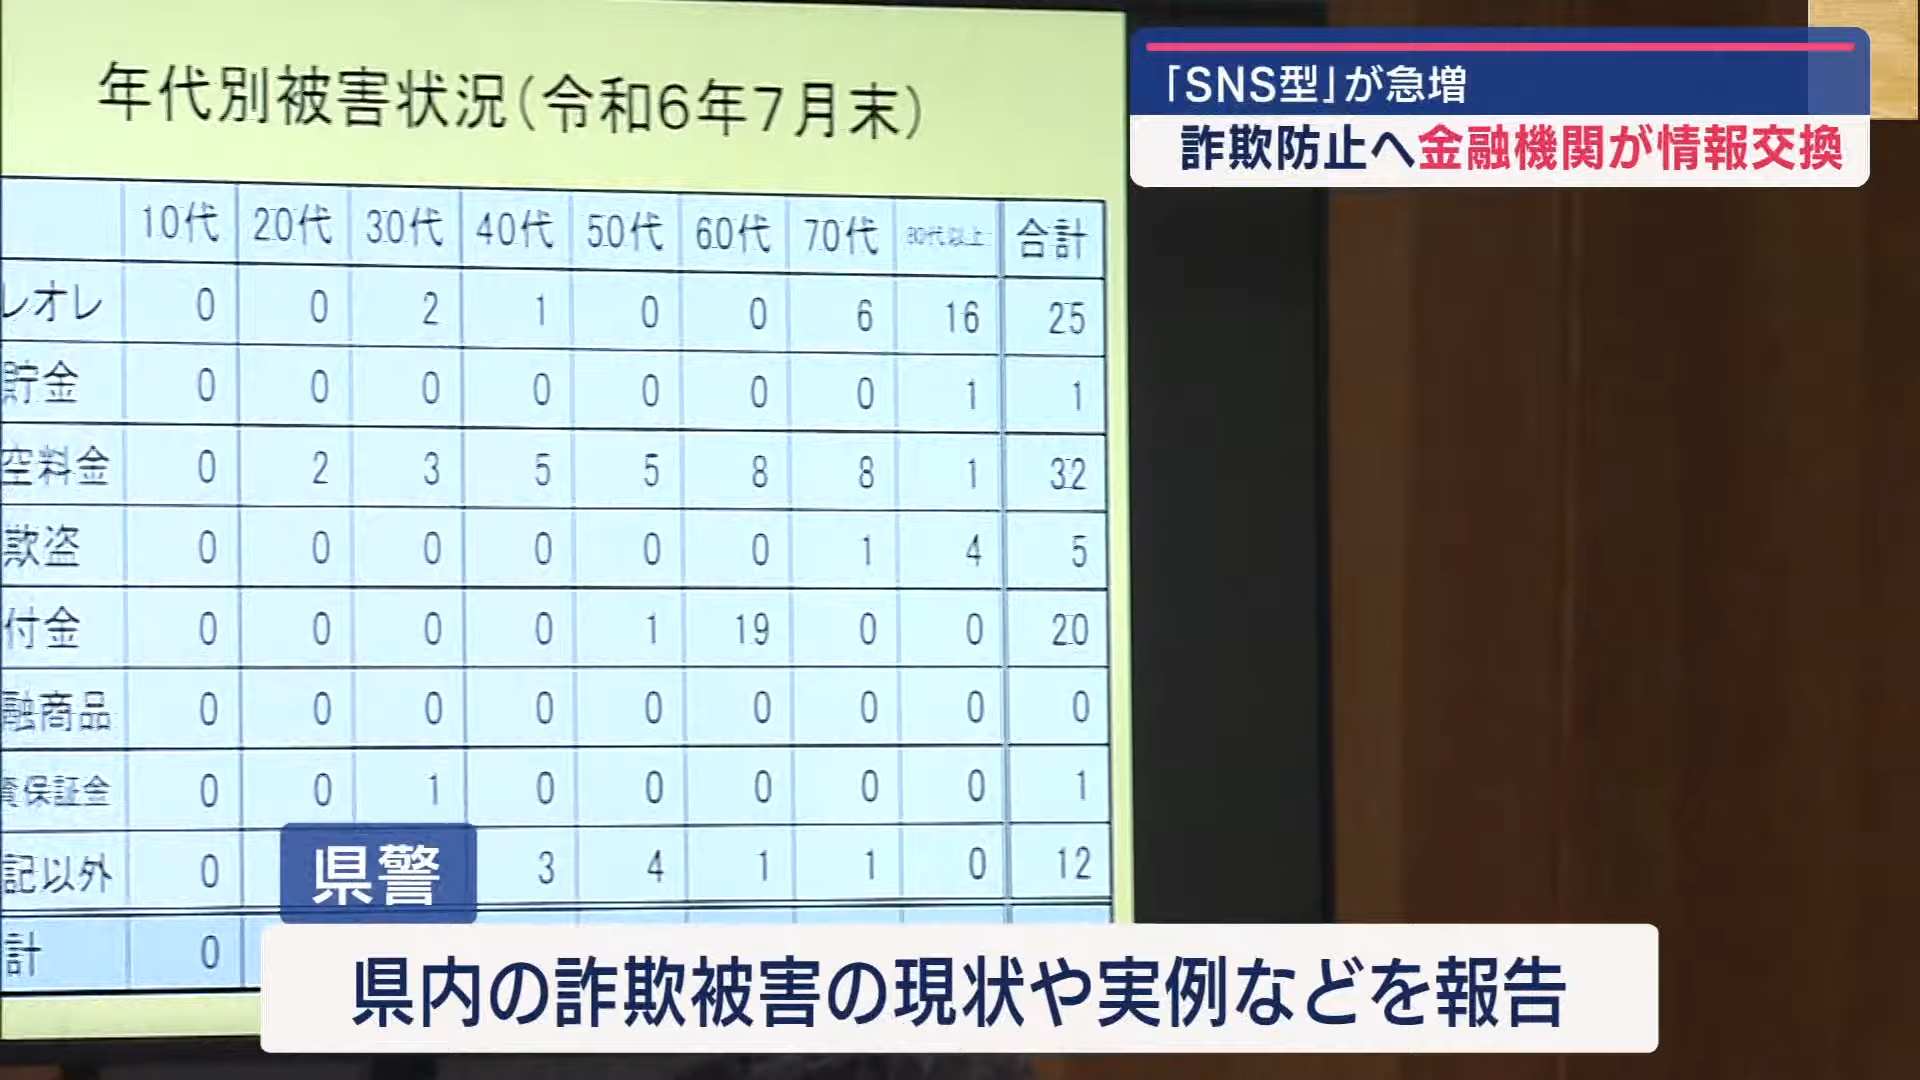 「SNS型」が急増
詐欺防止へ金融機関が情報交換
年代別被害状況(令和6年7月末)
10代 20代 30代 40代 50代 60代 70代 80代以上 合計
レオレ 0 0 2 1 0 0 6 16 25
貯金 0 0 0 0 0 0 0 1 1
空料金 0 2 3 5 5 8 8 1 32
欺盗 0 0 0 0 0 0 1 4 5
付金 0 0 0 0 1 19 0 0 20
融商品 0 0 0 0 0 0 0 0 0
資保証金 0 0 1 0 0 0 0 0 1
記以外 0 3 4 1 1 0 12
計 0
県警
県内の詐欺被害の現状や実例などを報告